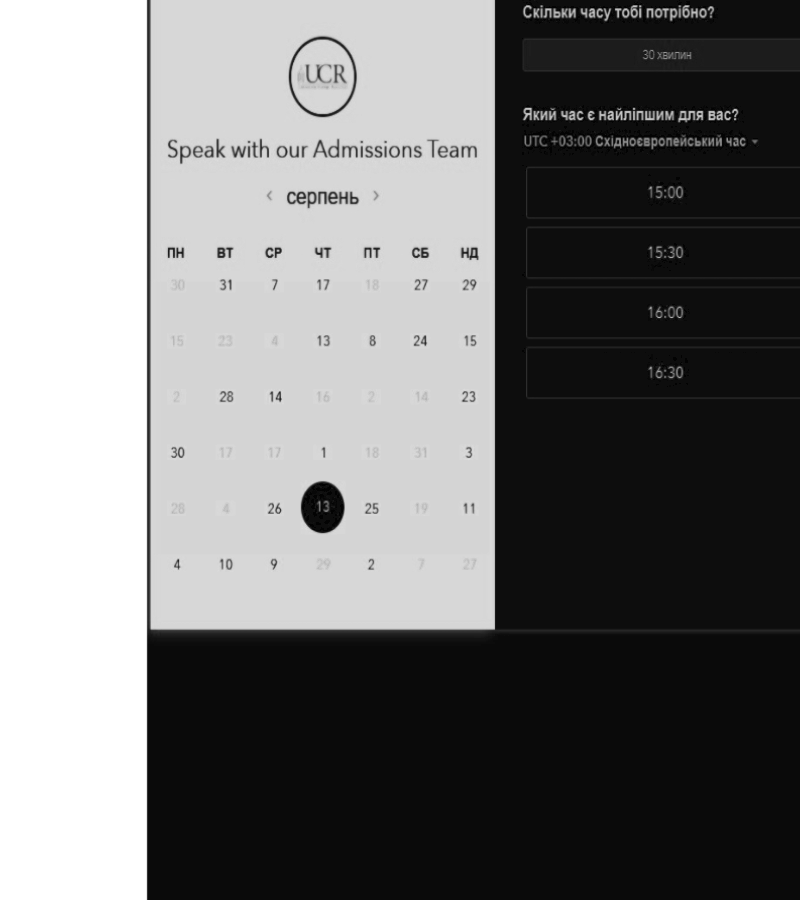 UCR
Speak with our Admissions Team
‹ серпень ›
ПН ВТ СР ЧТ ПТ СБ НД
30 31 7 17 18 27 29
15 23 4 13 8 24 15
2 28 14 16 2 14 23
30 17 17 1 18 31 3
28 4 26 13 25 19 11
4 10 9 29 2 7 27
Скільки часу тобі потрібно?
30 хвилин
Який час є найліпшим для вас?
UTC +03:00 Східноєвропейський час
15:00
15:30
16:00
16:30